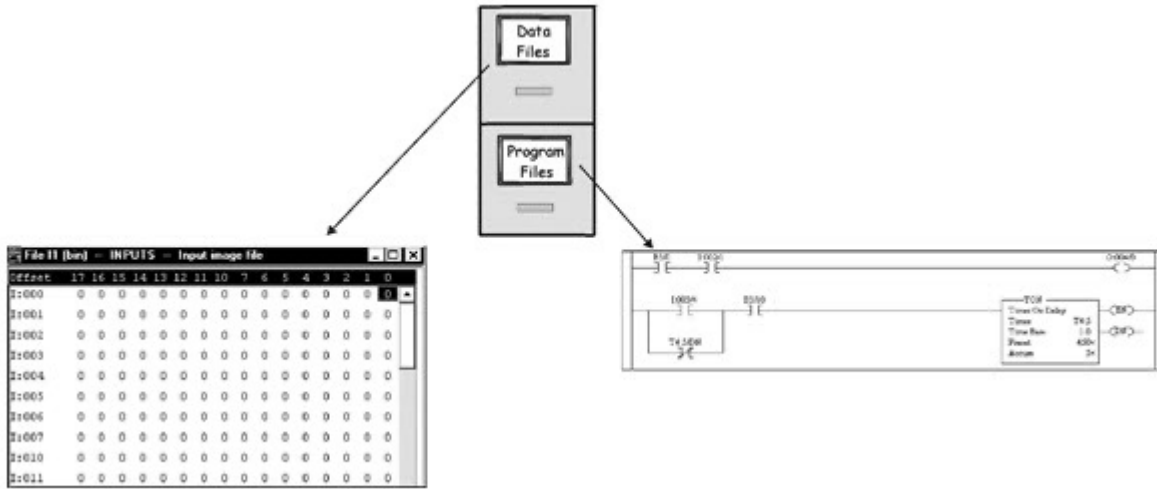 Data
Files
Program
Files
File I1 (bin) -- INPUTS -- Input image file
Offset 17 16 15 14 13 12 11 10 7 6 5 4 3 2 1 0
I:000 0 0 0 0 0 0 0 0 0 0 0 0 0 0 0 0
I:001 0 0 0 0 0 0 0 0 0 0 0 0 0 0 0 0
I:002 0 0 0 0 0 0 0 0 0 0 0 0 0 0 0 0
I:003 0 0 0 0 0 0 0 0 0 0 0 0 0 0 0 0
I:004 0 0 0 0 0 0 0 0 0 0 0 0 0 0 0 0
I:005 0 0 0 0 0 0 0 0 0 0 0 0 0 0 0 0
I:006 0 0 0 0 0 0 0 0 0 0 0 0 0 0 0 0
I:007 0 0 0 0 0 0 0 0 0 0 0 0 0 0 0 0
I:010 0 0 0 0 0 0 0 0 0 0 0 0 0 0 0 0
I:011 0 0 0 0 0 0 0 0 0 0 0 0 0 0 0 0
TON
Timer On Delay
Timer
Time Base 1.0
Preset
Accum